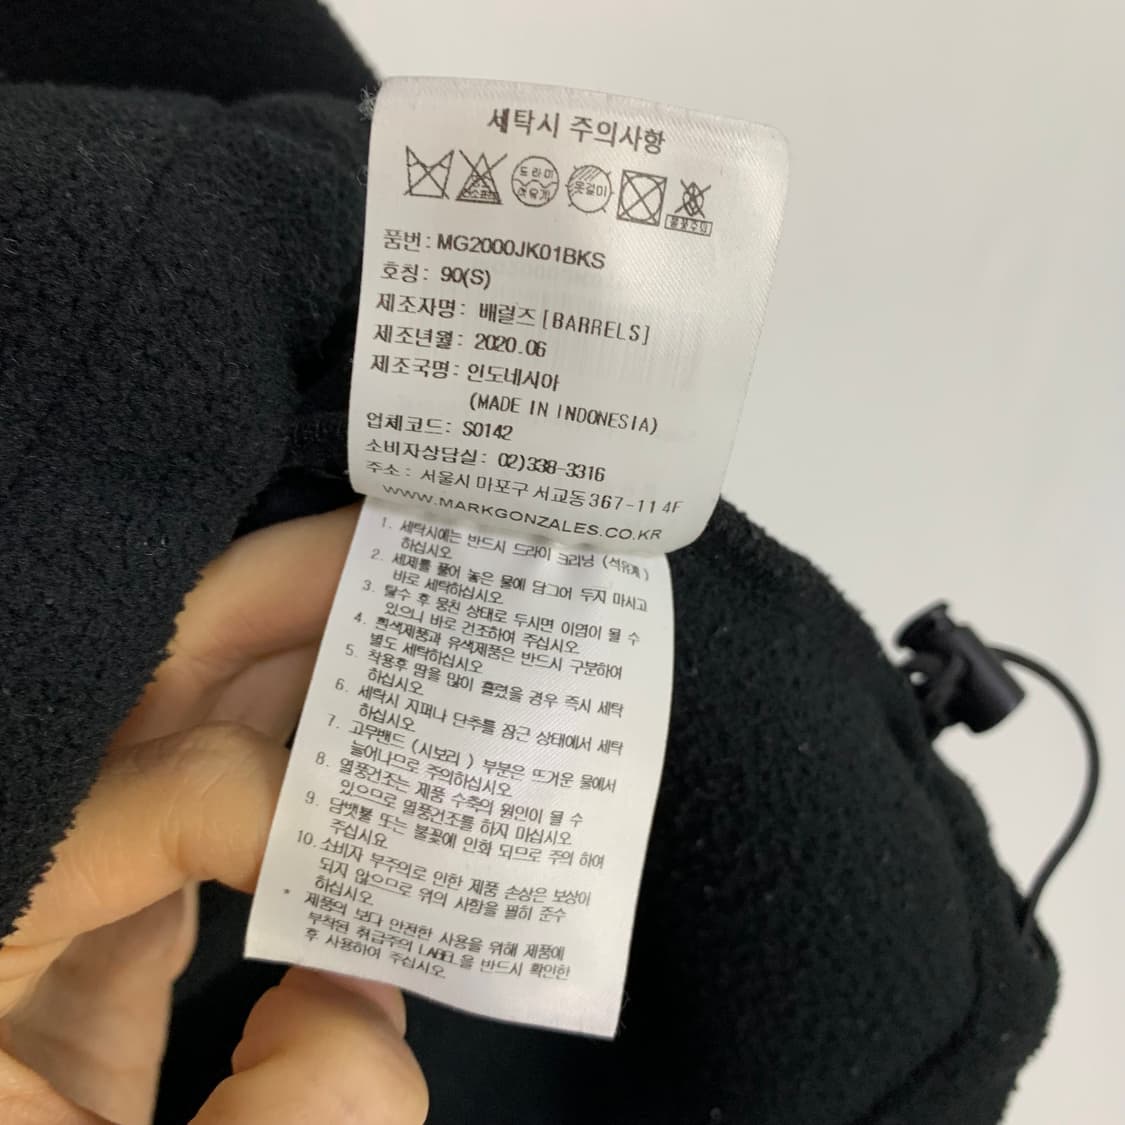 세탁시 주의사항
드라이
석유계
옷걸이
불꽃주의
품번: MG2000JK01BKS
호칭: 90(S)
제조자명: 배럴즈 [BARRELS]
제조년월: 2020.06
제조국명: 인도네시아
(MADE IN INDONESIA)
업체코드: S0142
소비자상담실: 02)338-3316
주소: 서울시 마포구 서교동367-11 4F
WWW.MARKGONZALES.CO.KR
1. 세탁시에는 반드시 드라이 크리닝 (석유계)
하십시오
2. 세제를 풀어 놓은 물에 담그어 두지 마시고
바로 세탁하십시오
3. 탈수 후 뭉친 상태로 두시면 이염이 될 수
있으니 바로 건조하여 주십시오
4. 흰색제품과 유색제품은 반드시 구분하여
별도 세탁하십시오
5. 착용후 땀을 많이 흘렸을 경우 즉시 세탁
하십시오
6. 세탁시 지퍼나 단추를 잠근 상태에서 세탁
하십시오
7. 고무밴드 (시보리 ) 부분은 뜨거운 물에서
늘어나므로 주의하십시오
8. 열풍건조는 제품 수축의 원인이 될 수
있으므로 열풍건조를 하지 마십시오
9. 담뱃불 또는 불꽃에 인화 되므로 주의 하여
주십시요
10. 소비자 부주의로 인한 제품 손상은 보상이
되지 않으므로 위의 사항을 필히 준수
하십시오
* 제품의 보다 안전한 사용을 위해 제품에
부착된 취급주의 LABEL을 반드시 확인한
후 사용하여 주십시오